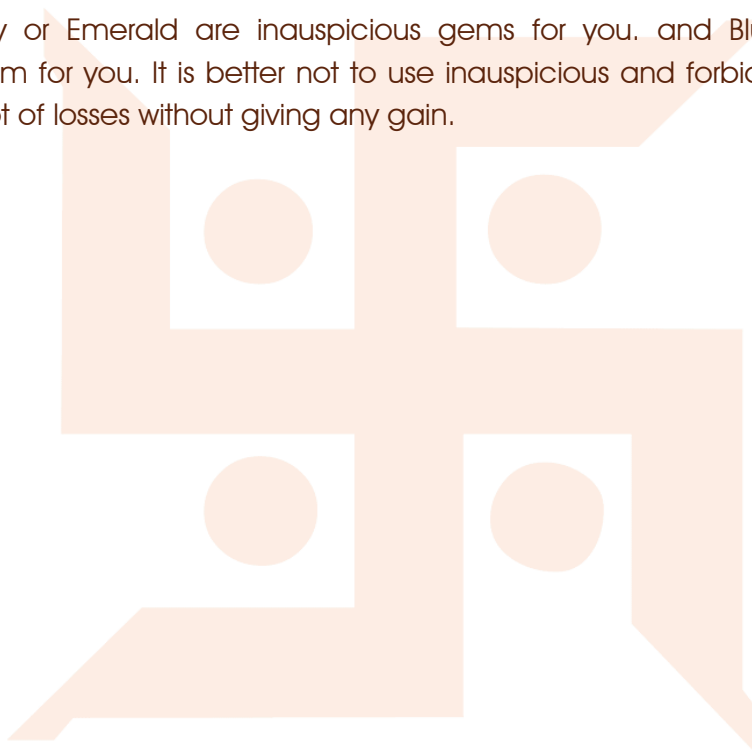 or Emerald are inauspicious gems for you. and
for you. It is better not to use inauspicious and
of losses without giving any gain.